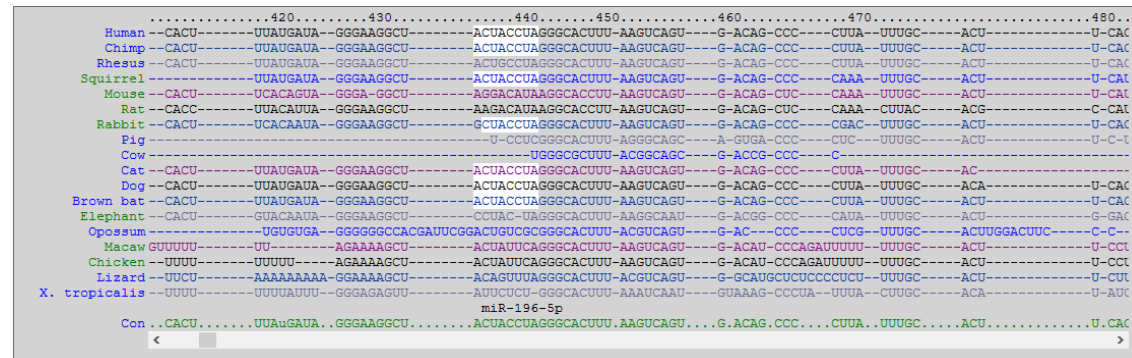 ..............420.........430..............440.......450...........460..........470.......................480..
Human --CACU-------UUAUGAUA--GGGAAGGCU-------ACUACCUAGGGCACUUU-AAGUCAGU----G-ACAG-CCC----CUUA--UUUGC----ACU-------------U-CAC
Chimp --CACU-------UUAUGAUA--GGGAAGGCU-------ACUACCUAGGGCACUUU-AAGUCAGU----G-ACAG-CCC----CUUA--UUUGC----ACU-------------U-CAC
Rhesus --CACU-------UUAUGAUA--GGGAAGGCU-------ACUGCCUAGGGCACUUU-AAGUCAGU----G-ACAG-CCC----CUUA--UUUGC----ACU-------------U-CAC
Squirrel -------------UUAUGAUA--GGGAAGGCU-------ACUACCUAGGGCACUUU-AAGUCAGU----G-ACAG-CCC----CAAA--UUUGC----ACU-------------U-CAU
Mouse --CACU-------UCACAGUA--GGGA-GGCU-------AGGACAUAAGGCACCUU-AAGUCAGU----G-ACAG-CUC----CAAA--UUUGC----ACU-------------U-CAU
Rat --CACC-------UUACAUUA--GGGAAGGCU-------AAGACAUAAGGCACCUU-AAGUCAGU----G-ACAG-CUC----CAAA--CUUAC----ACG-------------C-CAU
Rabbit --CACU-------UCACAAUA--GGGAAGGCU-------GCUACCUAGGGCACUUU-AAGUCAGU----G-ACAG-CCC----CGAC--UUUGC----ACU-------------U-CAC
Pig -----------------------------------------U-CCUCGGGCACUUU-AGGGCAGC----A-GUGA-CCC----CUC---UUUGC----ACU-------------U-C-U
Cow ----------------------------------------------UGGGCGCUUU-ACGGCAGC----G-ACCG-CCC----C-----------------------------------
Cat --CACU-------UUAUGAUA--GGGAAGGCU-------ACUACCUAGGGCACUUU-AAGUCAGU----G-ACAG-CCC----CUUA--UUUGC----AC-------------------
Dog --CACU-------UUAUGAUA--GGGAAGGCU-------ACUACCUAGGGCACUUU-AAGUCAGU----G-ACAG-CCC----CUUA--UUUGC----ACA-------------U-CAC
Brown bat --CACU-------UUAUGAUA--GGGAAGGCU-------ACUACCUAGGGCACUUU-AAGUCAGU----G-ACAG-CCC----CUUA--UUUGC----ACU-------------U-CAC
Elephant --CACU-------GUACAAUA--GGGAAGGCU-------CCUAC-UAGGGCACUUU-AAGGCAAU----G-ACGG-CCC----CAUA--UUUGC----ACU-------------G-GAC
Opossum --------------UGUGUGA--GGGGGGCCACGAUUCGGACUGUCGCGGGCACUUU-ACGUCAGU----G-AC---CCC----CUCG--UUUGC----ACUUGGACUUC----C-C--
Macaw GUUUUU------UU------AGAAAAGCU-------ACUAUUCAGGGCACUUU-ACGUCAGU----G-ACAU-CCCAGAUUUUU-UUUGC----ACU-------------U-CCU
Chicken --UUUU------UUUUU----AGAAAAGCU-------ACUAUUCAGGGCACUUU-AAGUCAGU----G-ACAU-CCCAGAUUUUU-UUUGC----ACU-------------U-CCU
Lizard --UUCU------AAAAAAAAA-GGAAAAGCU-------ACAGUUUAGGGCACUUU-ACGUCAGU----G-GCAUGCUCUCCCCUCU-UUUGC----ACU-------------U-CUU
X. tropicalis --UUUU-------UUUUAUUU--GGGAGAGUU-------AUUCUCU-GGGCACUUU-AAAUCAAU----GUAAAG-CCCUA--UUUA--CUUGC----ACA-------------U-AUC
miR-196-5p
Con ..CACU.......UUAuGAUA..GGGAAGGCU.......ACUACCUAGGGCACUUU.AAGUCAGU....G.ACAG.CCC....CUUA..UUUGC....ACU.............U.CAC